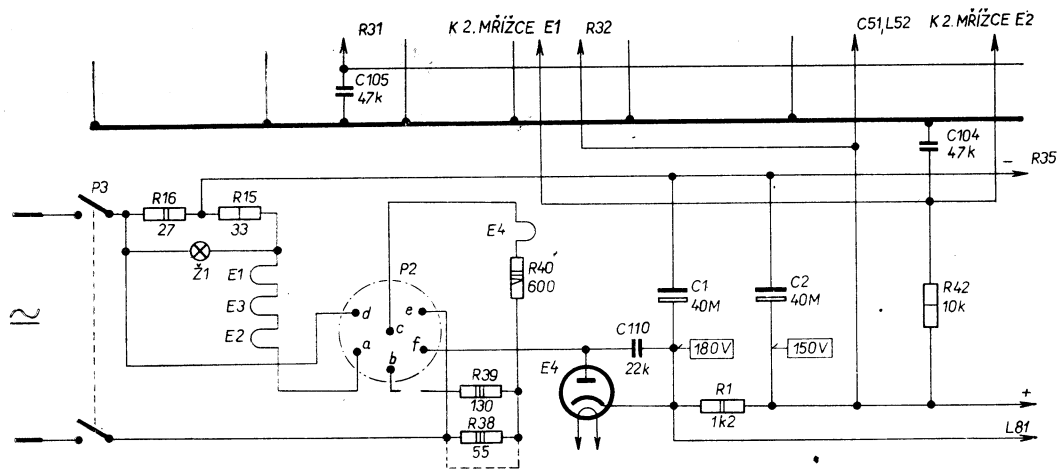 R31
K 2. MŘÍŽCE E1
R32
C51,L52
K 2. MŘÍŽCE E2
C105
47k
C104
47k
−
R35
P3
R16
27
R15
33
Ž1
E1
E3
E2
P2
d
a
c
b
e
f
E4
R40
600
R39
130
R38
55
C110
22k
E4
C1
40M
C2
40M
180V
150V
R1
1k2
R42
10k
+
L81